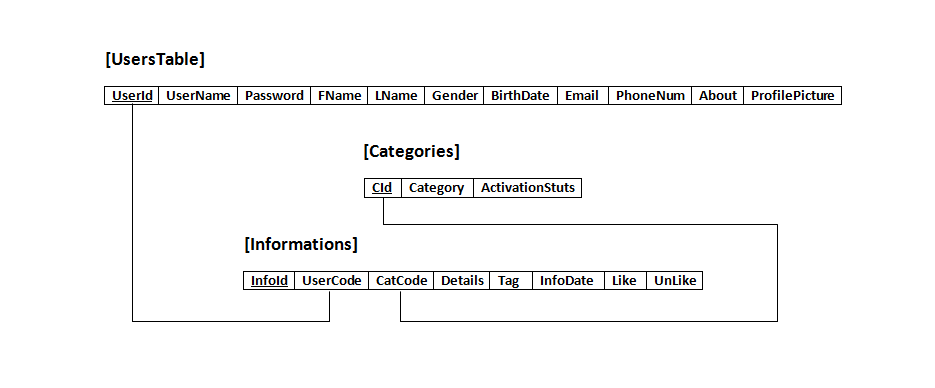 [UsersTable]
UserId UserName Password FName LName Gender BirthDate Email PhoneNum About ProfilePicture
[Categories]
CId Category ActivationStuts
[Informations]
InfoId UserCode CatCode Details Tag InfoDate Like UnLike